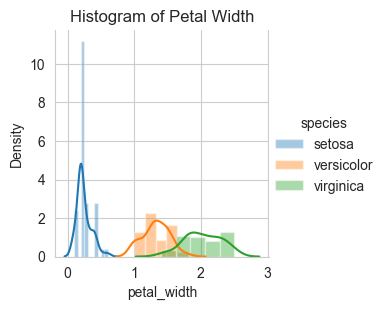 Histogram of Petal Width
10
8
6
4
2
0
Density
0
1
2
3
petal_width
species
setosa
versicolor
virginica